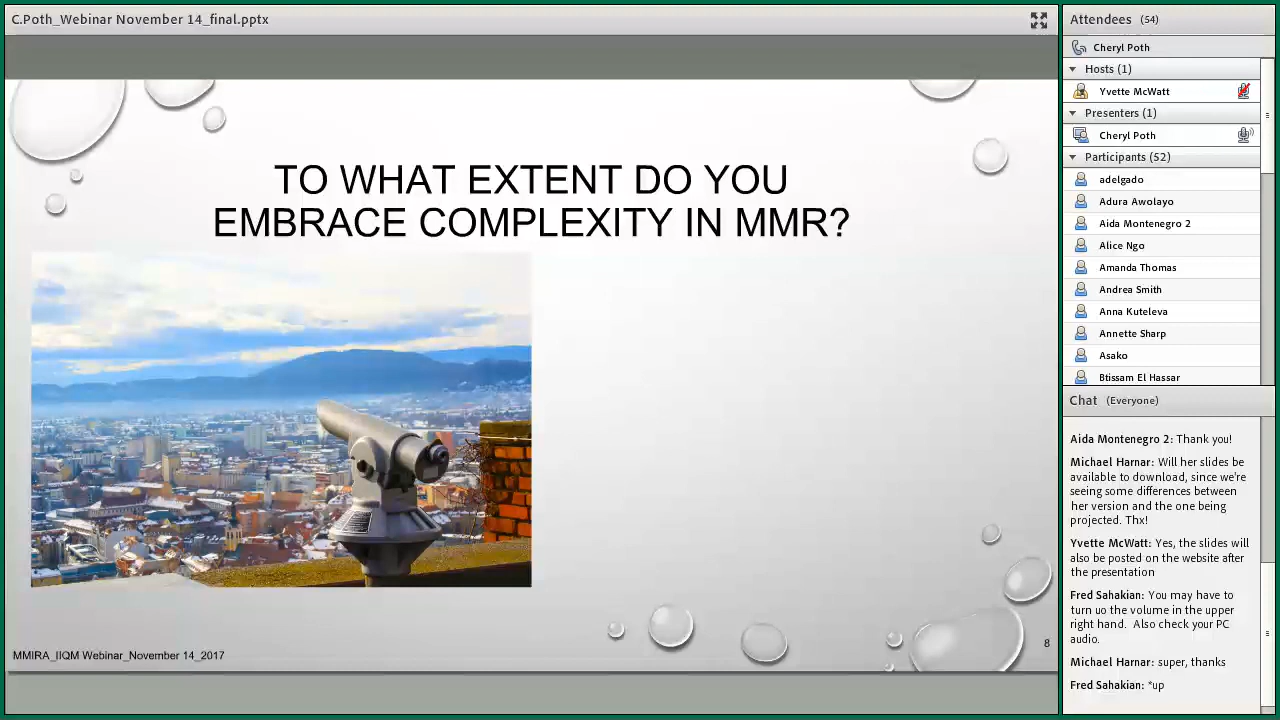 C.Poth_Webinar November 14_final.pptx
TO WHAT EXTENT DO YOU
EMBRACE COMPLEXITY IN MMR?
MMIRA_IIQM Webinar_November 14_2017
8
Attendees (54)
Cheryl Poth
Hosts (1)
Yvette McWatt
Presenters (1)
Cheryl Poth
Participants (52)
adelgado
Adura Awolayo
Aida Montenegro 2
Alice Ngo
Amanda Thomas
Andrea Smith
Anna Kuteleva
Annette Sharp
Asako
Btissam El Hassar
Chat (Everyone)
Aida Montenegro 2: Thank you!
Michael Harnar: Will her slides be
available to download, since we're
seeing some differences between
her version and the one being
projected. Thx!
Yvette McWatt: Yes, the slides will
also be posted on the website after
the presentation
Fred Sahakian: You may have to
turn uo the volume in the upper
right hand. Also check your PC
audio.
Michael Harnar: super, thanks
Fred Sahakian: *up